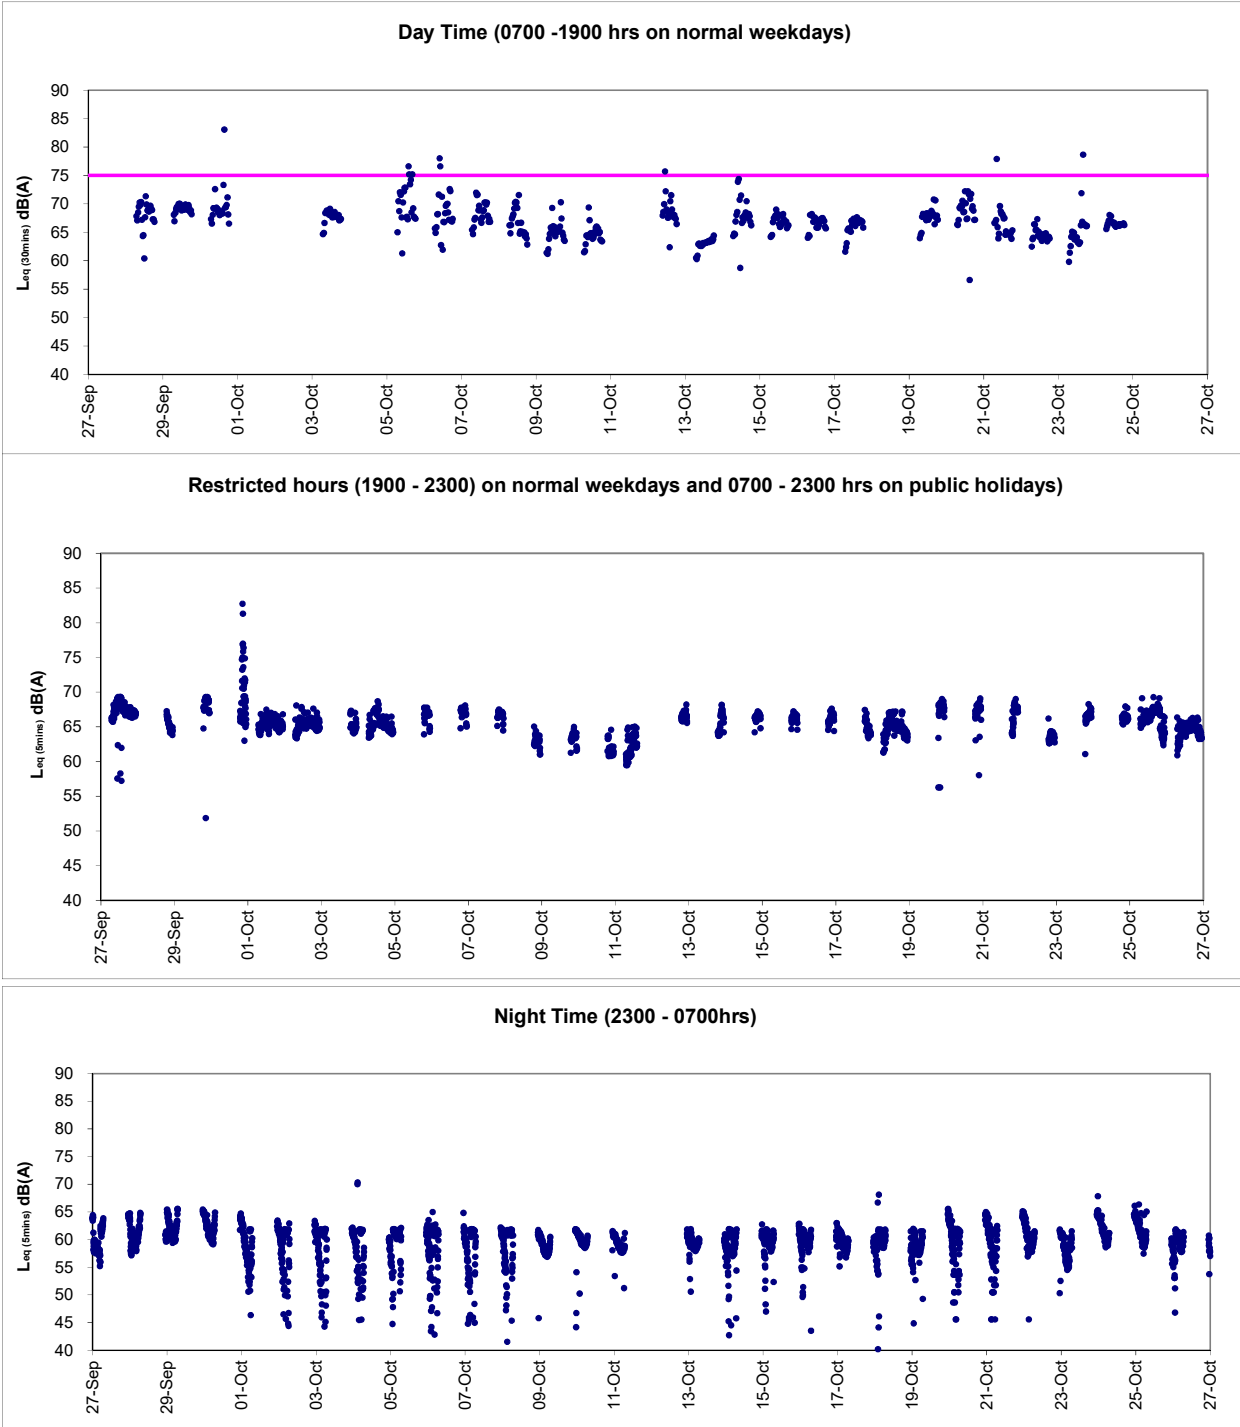 Day Time (0700 -1900 hrs on normal weekdays)
90
85
80
75
70
65
60
55
50
45
40
Leq (30mins) dB(A)
27-Sep
29-Sep
01-Oct
03-Oct
05-Oct
07-Oct
09-Oct
11-Oct
13-Oct
15-Oct
17-Oct
19-Oct
21-Oct
23-Oct
25-Oct
27-Oct
Restricted hours (1900 - 2300) on normal weekdays and 0700 - 2300 hrs on public holidays)
90
85
80
75
70
65
60
55
50
45
40
Leq (5mins) dB(A)
27-Sep
29-Sep
01-Oct
03-Oct
05-Oct
07-Oct
09-Oct
11-Oct
13-Oct
15-Oct
17-Oct
19-Oct
21-Oct
23-Oct
25-Oct
27-Oct
Night Time (2300 - 0700hrs)
90
85
80
75
70
65
60
55
50
45
40
Leq (5mins) dB(A)
27-Sep
29-Sep
01-Oct
03-Oct
05-Oct
07-Oct
09-Oct
11-Oct
13-Oct
15-Oct
17-Oct
19-Oct
21-Oct
23-Oct
25-Oct
27-Oct